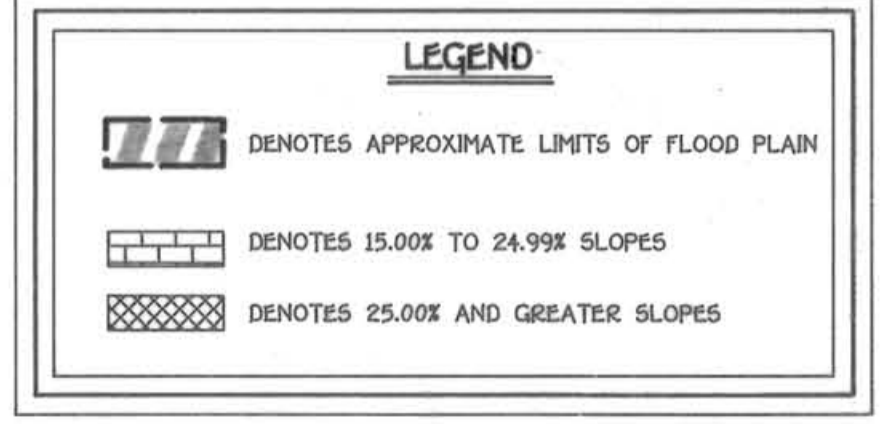 LEGEND
DENOTES APPROXIMATE LIMITS OF FLOOD PLAIN
DENOTES 15.00% TO 24.99% SLOPES
DENOTES 25.00% AND GREATER SLOPES